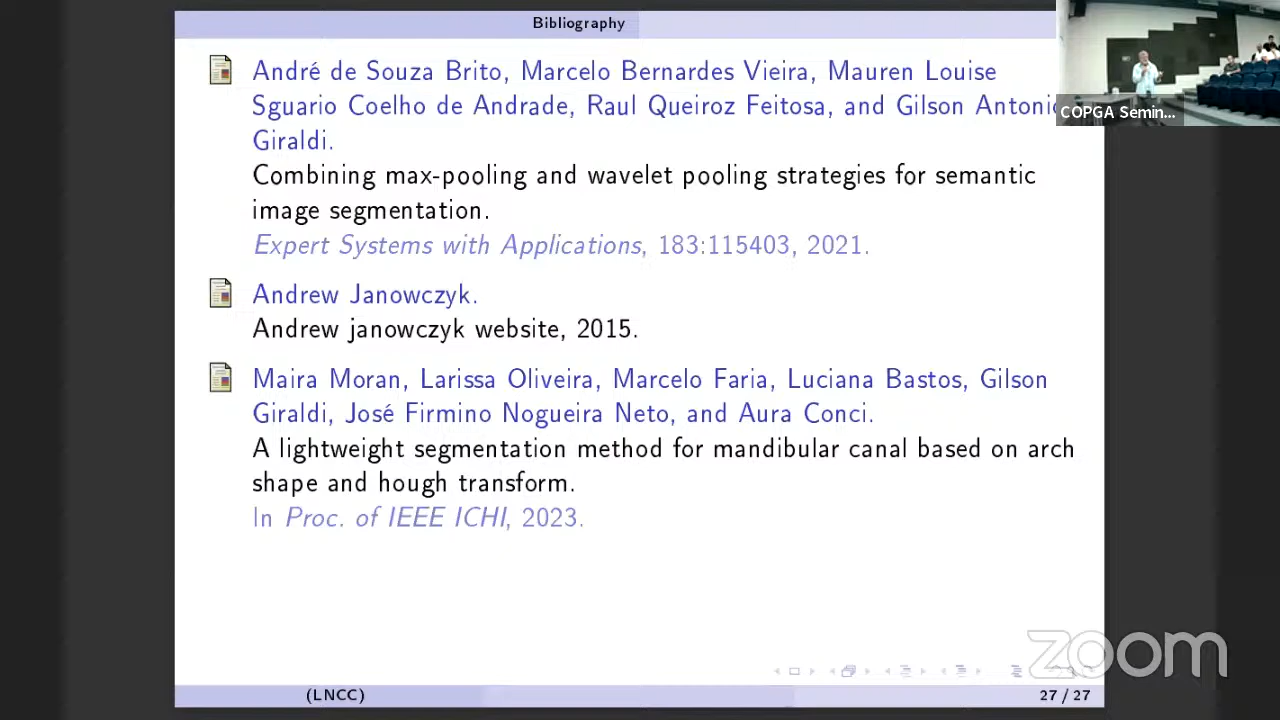 Bibliography
André de Souza Brito, Marcelo Bernardes Vieira, Mauren Louise
Sguario Coelho de Andrade, Raul Queiroz Feitosa, and Gilson Antonio
Giraldi.
Combining max-pooling and wavelet pooling strategies for semantic
image segmentation.
Expert Systems with Applications, 183:115403, 2021.
Andrew Janowczyk.
Andrew janowczyk website, 2015.
Maira Moran, Larissa Oliveira, Marcelo Faria, Luciana Bastos, Gilson
Giraldi, José Firmino Nogueira Neto, and Aura Conci.
A lightweight segmentation method for mandibular canal based on arch
shape and hough transform.
In Proc. of IEEE ICHI, 2023.
(LNCC)
27 / 27
COPGA Semin...
zoom